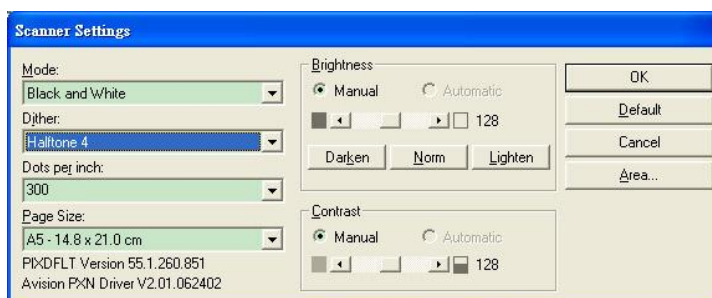 Scanner Settings
Mode:
Black and White
Dither:
Halftone 4
Dots per inch:
300
Page Size:
A5 - 14.8 x 21.0 cm
PIXDFLT Version 55.1.260.851
Avision PXN Driver V2.01.062402
Brightness
Manual Automatic
128
Darken Norm Lighten
Contrast
Manual Automatic
128
OK
Default
Cancel
Area...